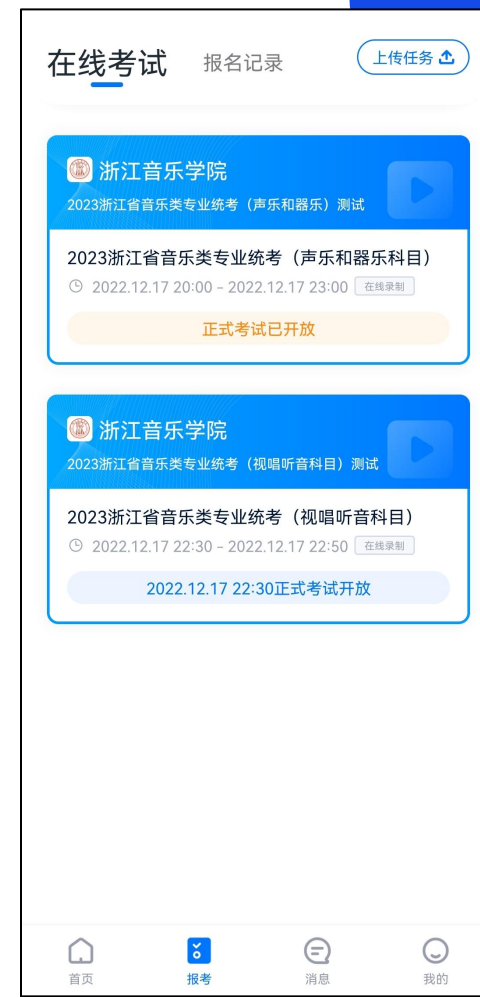 在线考试 报名记录 上传任务
浙江音乐学院
2023浙江省音乐类专业统考（声乐和器乐）测试
2023浙江省音乐类专业统考（声乐和器乐科目）
2022.12.17 20:00 - 2022.12.17 23:00 在线录制
正式考试已开放
浙江音乐学院
2023浙江省音乐类专业统考（视唱听音科目）测试
2023浙江省音乐类专业统考（视唱听音科目）
2022.12.17 22:30 - 2022.12.17 22:50 在线录制
2022.12.17 22:30正式考试开放
首页 报考 消息 我的